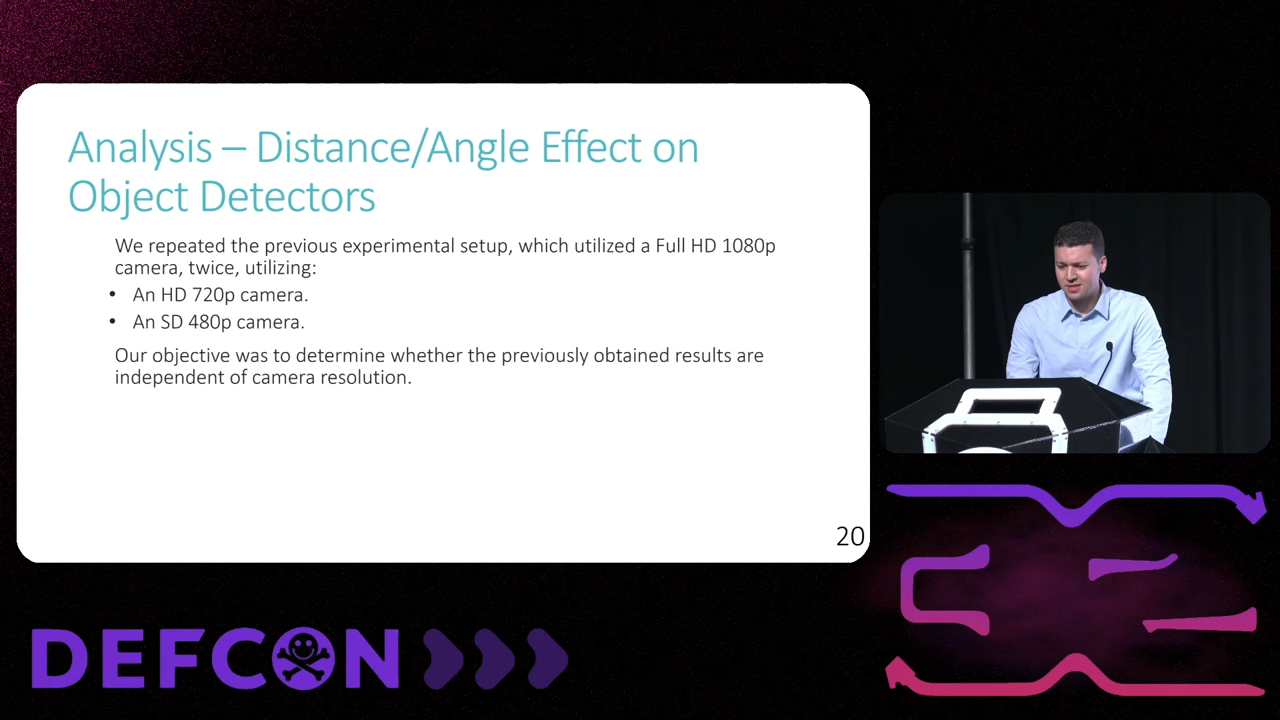 Analysis – Distance/Angle Effect on
Object Detectors
We repeated the previous experimental setup, which utilized a Full HD 1080p
camera, twice, utilizing:
• An HD 720p camera.
• An SD 480p camera.
Our objective was to determine whether the previously obtained results are
independent of camera resolution.
20
DEFCON